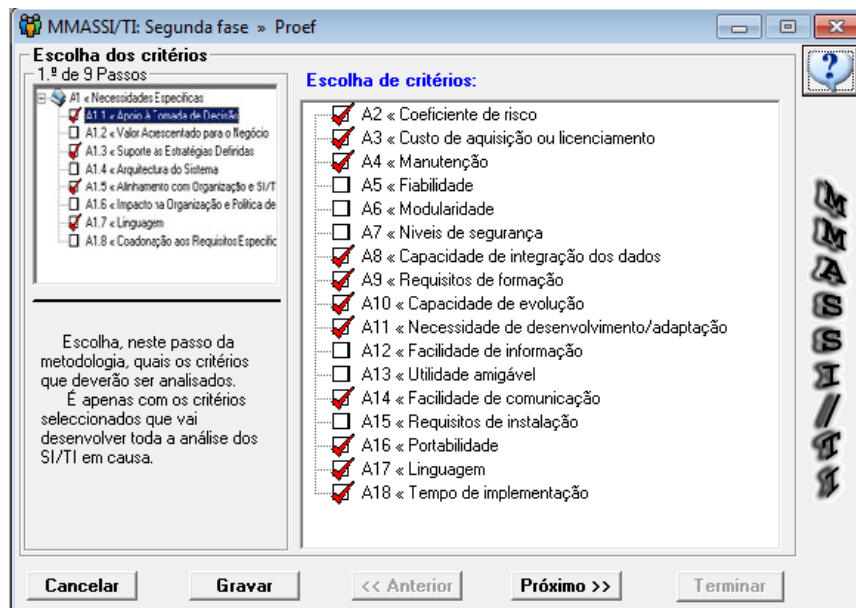 MMASSI/TI: Segunda fase » Proef
Escolha dos critérios
1.º de 9 Passos
A1 « Necessidades Específicas
A1.1 « Apoio à Tomada de Decisão
A1.2 « Valor Acescentado para o Negócio
A1.3 « Suporte as Estratégias Definidas
A1.4 « Arquitectura do Sistema
A1.5 « Alinhamento com Organização e SI/T
A1.6 « Impacto na Organização e Política de
A1.7 « Linguagem
A1.8 « Coadonação aos Requisitos Específic
Escolha, neste passo da
metodologia, quais os critérios
que deverão ser analisados.
É apenas com os critérios
seleccionados que vai
desenvolver toda a análise dos
SI/TI em causa.
Escolha de critérios:
A2 « Coeficiente de risco
A3 « Custo de aquisição ou licenciamento
A4 « Manutenção
A5 « Fiabilidade
A6 « Modularidade
A7 « Niveis de segurança
A8 « Capacidade de integração dos dados
A9 « Requisitos de formação
A10 « Capacidade de evolução
A11 « Necessidade de desenvolvimento/adaptação
A12 « Facilidade de informação
A13 « Utilidade amigável
A14 « Facilidade de comunicação
A15 « Requisitos de instalação
A16 « Portabilidade
A17 « Linguagem
A18 « Tempo de implementação
?
MMASSI/TI
Cancelar
Gravar
<< Anterior
Próximo >>
Terminar